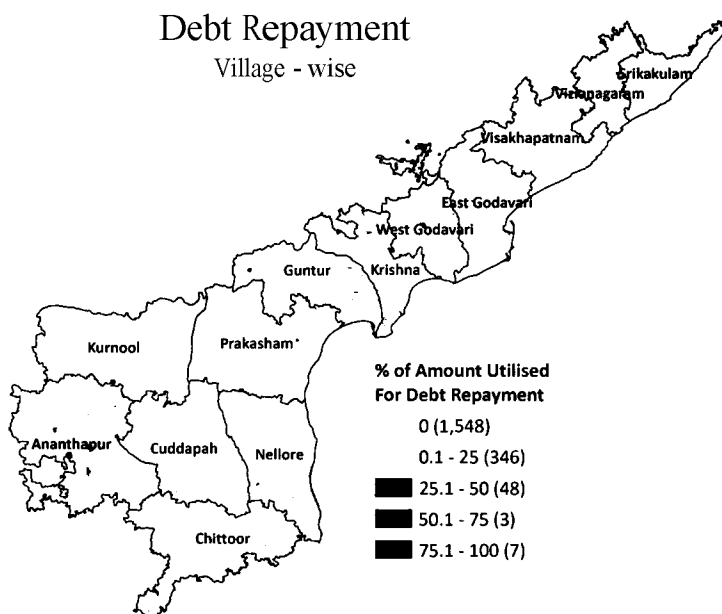 Debt Repayment
Village - wise
Srikakulam
Vizianagaram
Visakhapatnam
East Godavari
West Godavari
Guntur
Krishna
Kurnool
Prakasham
% of Amount Utilised
For Debt Repayment
0 (1,548)
0.1 - 25 (346)
25.1 - 50 (48)
50.1 - 75 (3)
75.1 - 100 (7)
Ananthapur
Cuddapah
Nellore
Chittoor